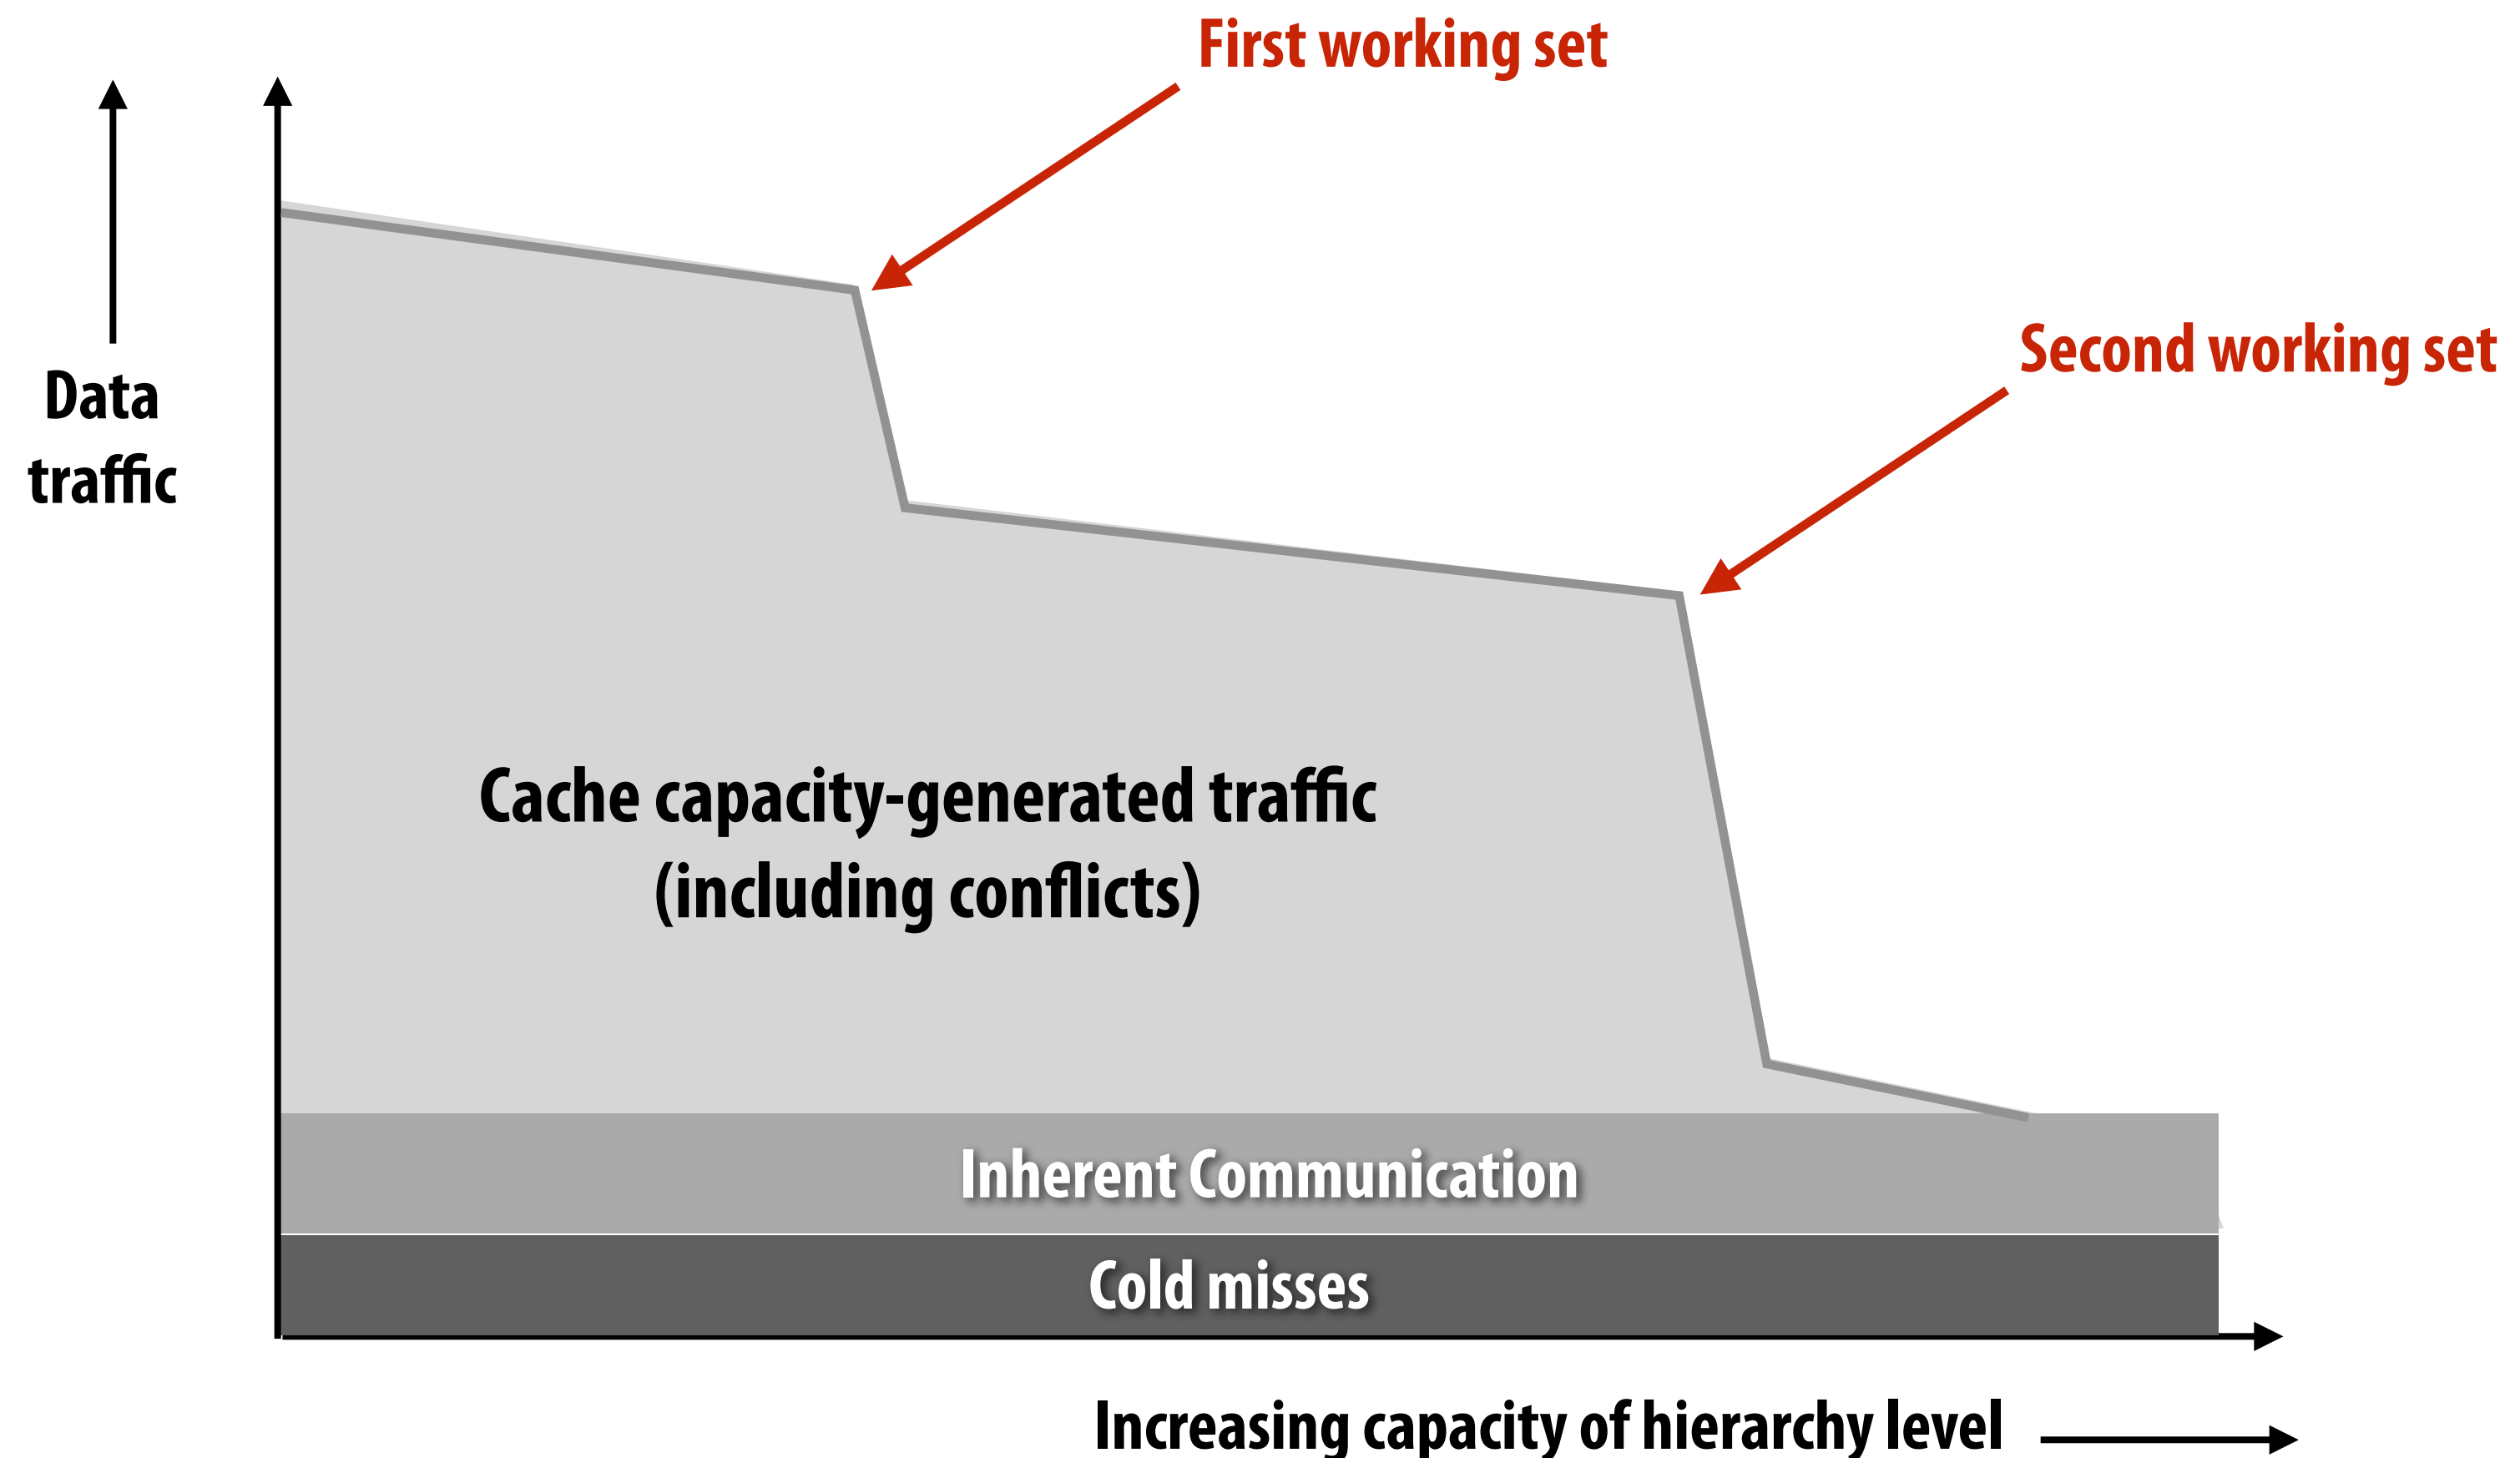 First working set
Second working set
Data
traffic
Cache capacity-generated traffic
(including conflicts)
Inherent Communication
Cold misses
Increasing capacity of hierarchy level